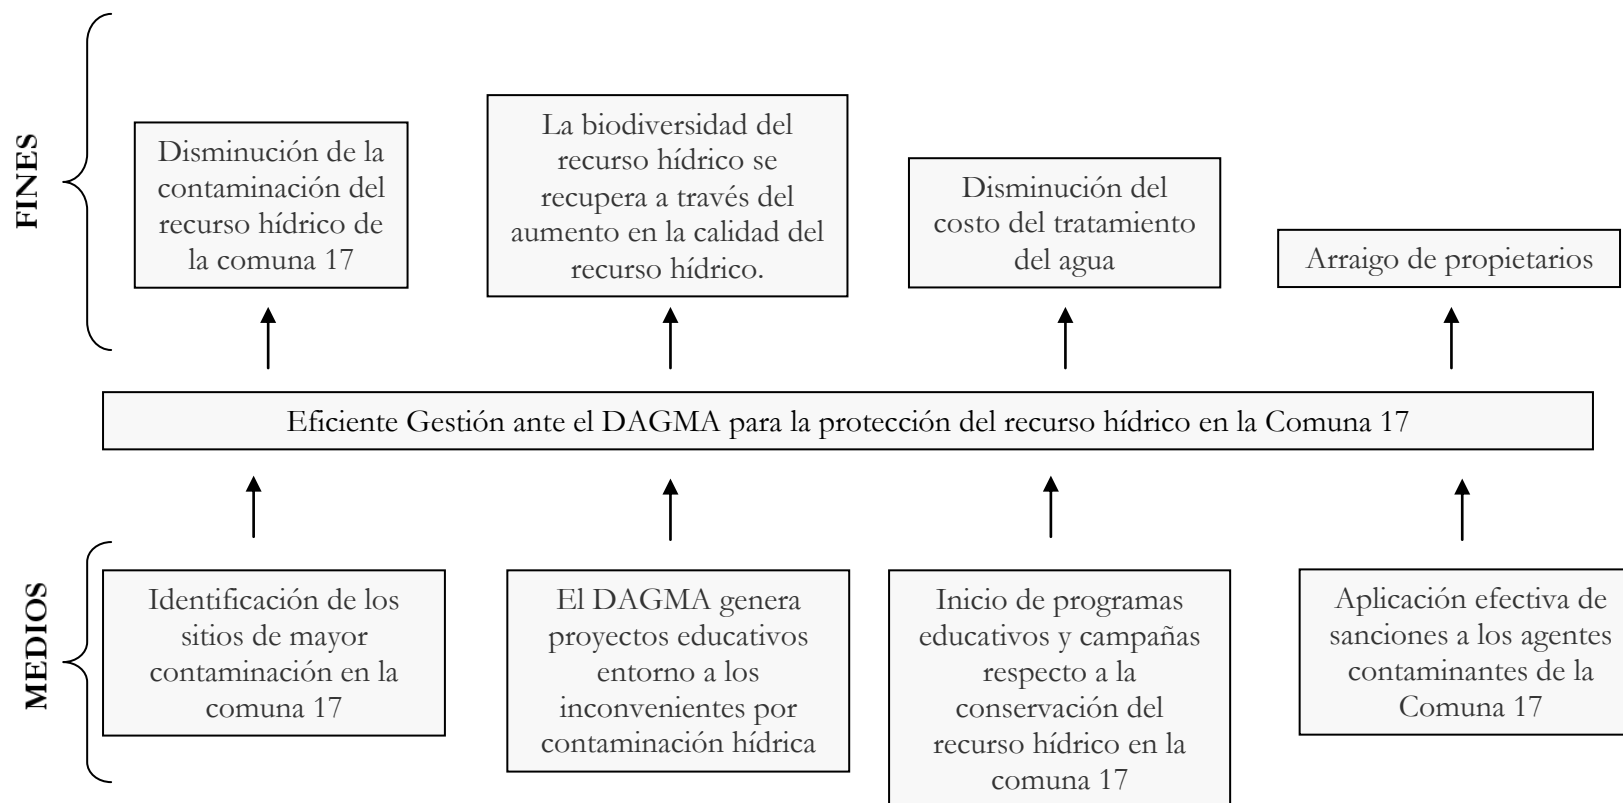 FINES
Disminución de la
contaminación del
recurso hídrico de
la comuna 17
La biodiversidad del
recurso hídrico se
recupera a través del
aumento en la calidad del
recurso hídrico.
Disminución del
costo del tratamiento
del agua
Arraigo de propietarios
Eficiente Gestión ante el DAGMA para la protección del recurso hídrico en la Comuna 17
MEDIOS
Identificación de los
sitios de mayor
contaminación en la
comuna 17
El DAGMA genera
proyectos educativos
entorno a los
inconvenientes por
contaminación hídrica
Inicio de programas
educativos y campañas
respecto a la
conservación del
recurso hídrico en la
comuna 17
Aplicación efectiva de
sanciones a los agentes
contaminantes de la
Comuna 17